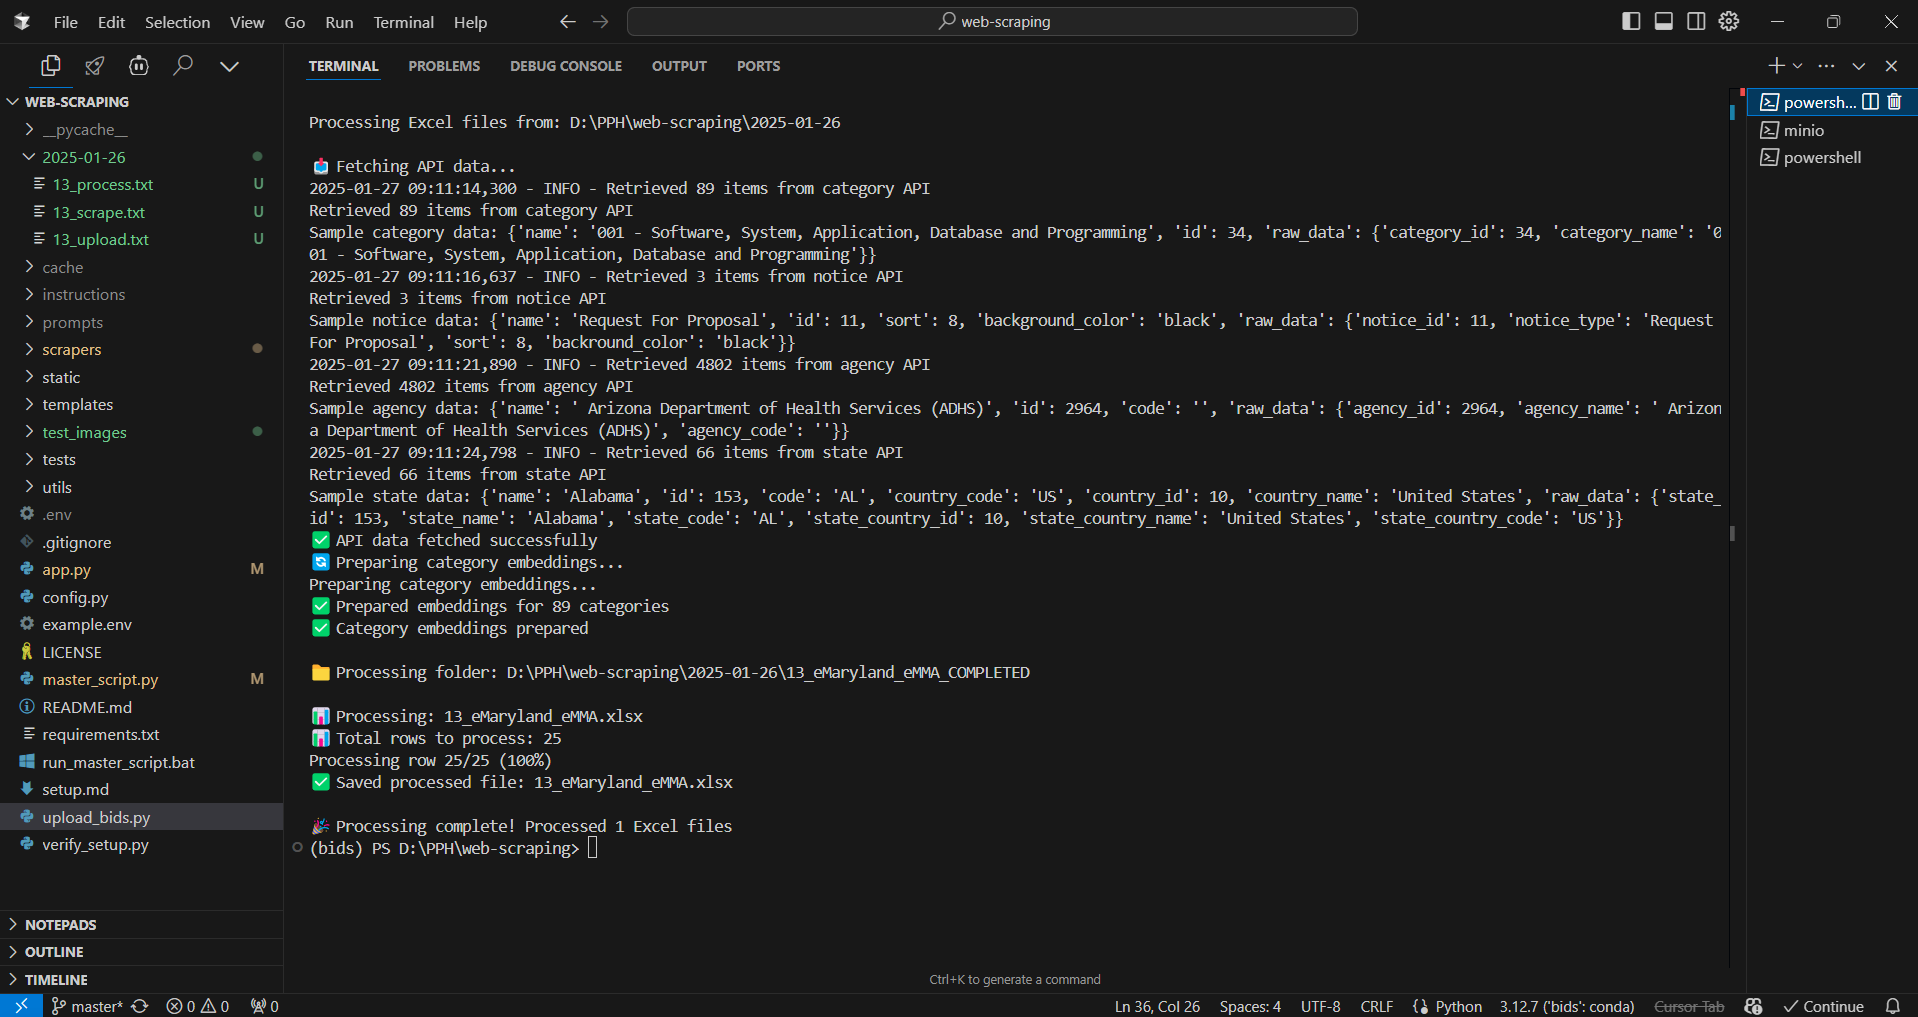 File Edit Selection View Go Run Terminal Help
web-scraping
TERMINAL PROBLEMS DEBUG CONSOLE OUTPUT PORTS
WEB-SCRAPING
__pycache__
2025-01-26
13_process.txt U
13_scrape.txt U
13_upload.txt U
cache
instructions
prompts
scrapers
static
templates
test_images
tests
utils
.env
.gitignore
app.py M
config.py
example.env
LICENSE
master_script.py M
README.md
requirements.txt
run_master_script.bat
setup.md
upload_bids.py
verify_setup.py
NOTEPADS
OUTLINE
TIMELINE
Processing Excel files from: D:\PPH\web-scraping\2025-01-26
📩 Fetching API data...
2025-01-27 09:11:14,300 - INFO - Retrieved 89 items from category API
Retrieved 89 items from category API
Sample category data: {'name': '001 - Software, System, Application, Database and Programming', 'id': 34, 'raw_data': {'category_id': 34, 'category_name': '0
01 - Software, System, Application, Database and Programming'}}
2025-01-27 09:11:16,637 - INFO - Retrieved 3 items from notice API
Retrieved 3 items from notice API
Sample notice data: {'name': 'Request For Proposal', 'id': 11, 'sort': 8, 'background_color': 'black', 'raw_data': {'notice_id': 11, 'notice_type': 'Request
For Proposal', 'sort': 8, 'backround_color': 'black'}}
2025-01-27 09:11:21,890 - INFO - Retrieved 4802 items from agency API
Retrieved 4802 items from agency API
Sample agency data: {'name': ' Arizona Department of Health Services (ADHS)', 'id': 2964, 'code': '', 'raw_data': {'agency_id': 2964, 'agency_name': ' Arizon
a Department of Health Services (ADHS)', 'agency_code': ''}}
2025-01-27 09:11:24,798 - INFO - Retrieved 66 items from state API
Retrieved 66 items from state API
Sample state data: {'name': 'Alabama', 'id': 153, 'code': 'AL', 'country_code': 'US', 'country_id': 10, 'country_name': 'United States', 'raw_data': {'state_
id': 153, 'state_name': 'Alabama', 'state_code': 'AL', 'state_country_id': 10, 'state_country_name': 'United States', 'state_country_code': 'US'}}
✅ API data fetched successfully
🔄 Preparing category embeddings...
Preparing category embeddings...
✅ Prepared embeddings for 89 categories
✅ Category embeddings prepared
📁 Processing folder: D:\PPH\web-scraping\2025-01-26\13_eMaryland_eMMA_COMPLETED
📊 Processing: 13_eMaryland_eMMA.xlsx
📊 Total rows to process: 25
Processing row 25/25 (100%)
✅ Saved processed file: 13_eMaryland_eMMA.xlsx
🎉 Processing complete! Processed 1 Excel files
(bids) PS D:\PPH\web-scraping>
Ctrl+K to generate a command
powersh...
minio
powershell
master* 0 0 0
Ln 36, Col 26 Spaces: 4 UTF-8 CRLF Python 3.12.7 ('bids': conda) Cursor Tab Continue